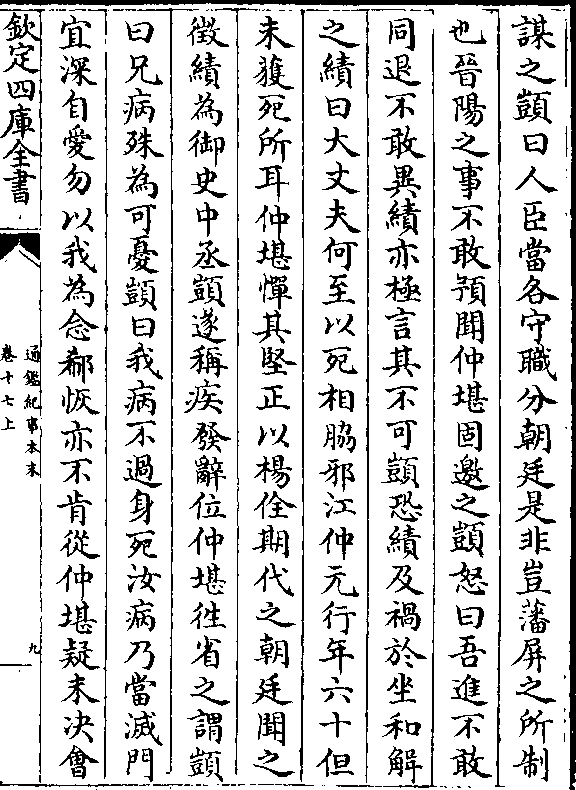 謀之顗曰人臣當各守職分朝廷是非豈藩屏之所制
也晉陽之事不敢預聞仲堪固邀之顗怒曰吾進不敢
同退不敢異績亦極言其不可顗恐績及禍於坐和解
之績曰大丈夫何至以死相脇邪江仲元行年六十但
未獲死所耳仲堪憚其堅正以楊佺期代之朝廷聞之
徴績為御史中丞顗遂稱疾發辭位仲堪徃省之謂顗
曰兄病殊為可憂顗曰我病不過身死汝病乃當滅門
宜深自愛勿以我為念郗恢亦不肯從仲堪疑未决會
欽定四庫全書
通鑑紀事本末
卷十七上
九